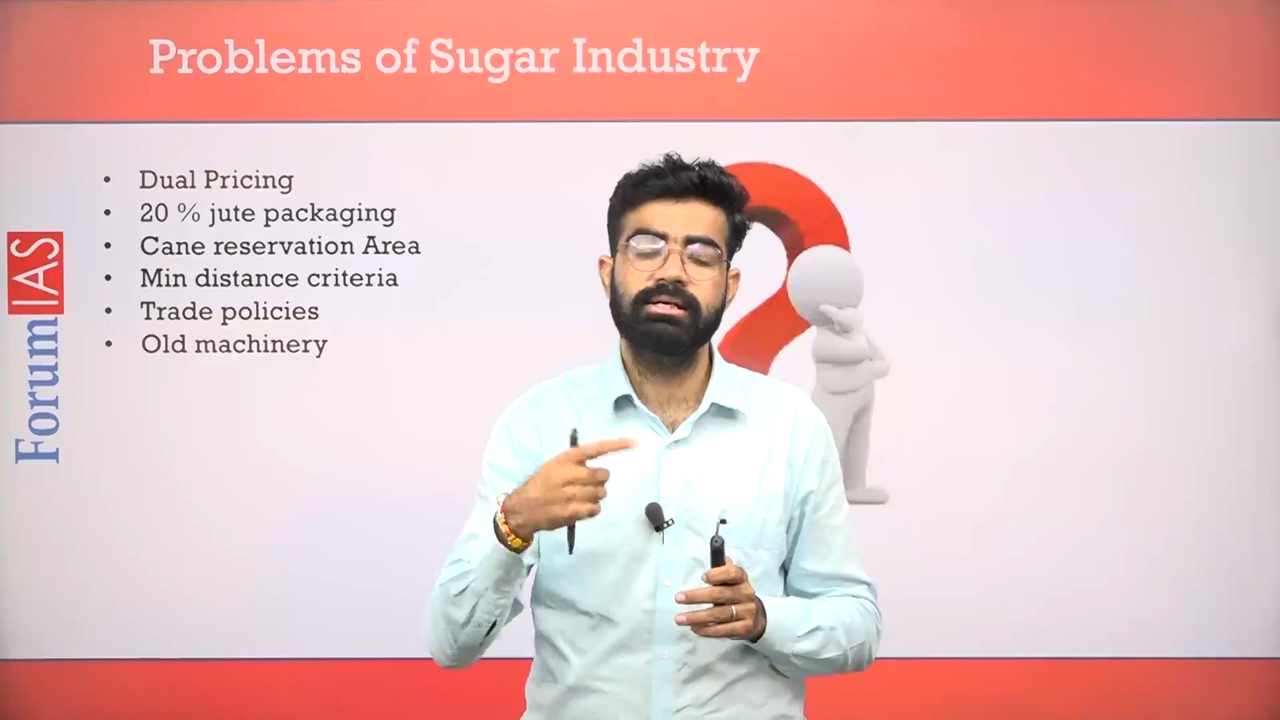 Problems of Sugar Industry
• Dual Pricing
• 20 % jute packaging
• Cane reservation Area
• Min distance criteria
• Trade policies
• Old machinery
ForumIAS